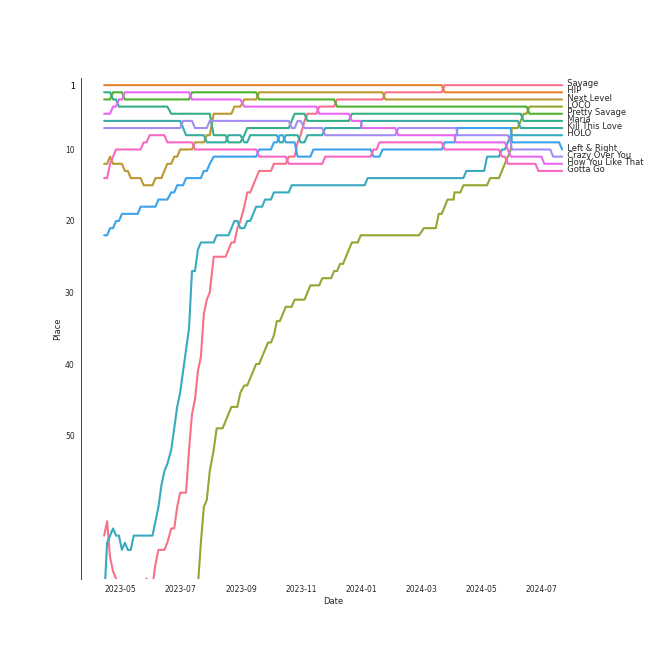 1
10
20
30
40
50
Place
2023-05
2023-07
2023-09
2023-11
2024-01
2024-03
2024-05
2024-07
Date
Savage
HIP
Next Level
LOCO
Pretty Savage
Maria
Kill This Love
HOLO
Left & Right
Crazy Over You
How You Like That
Gotta Go